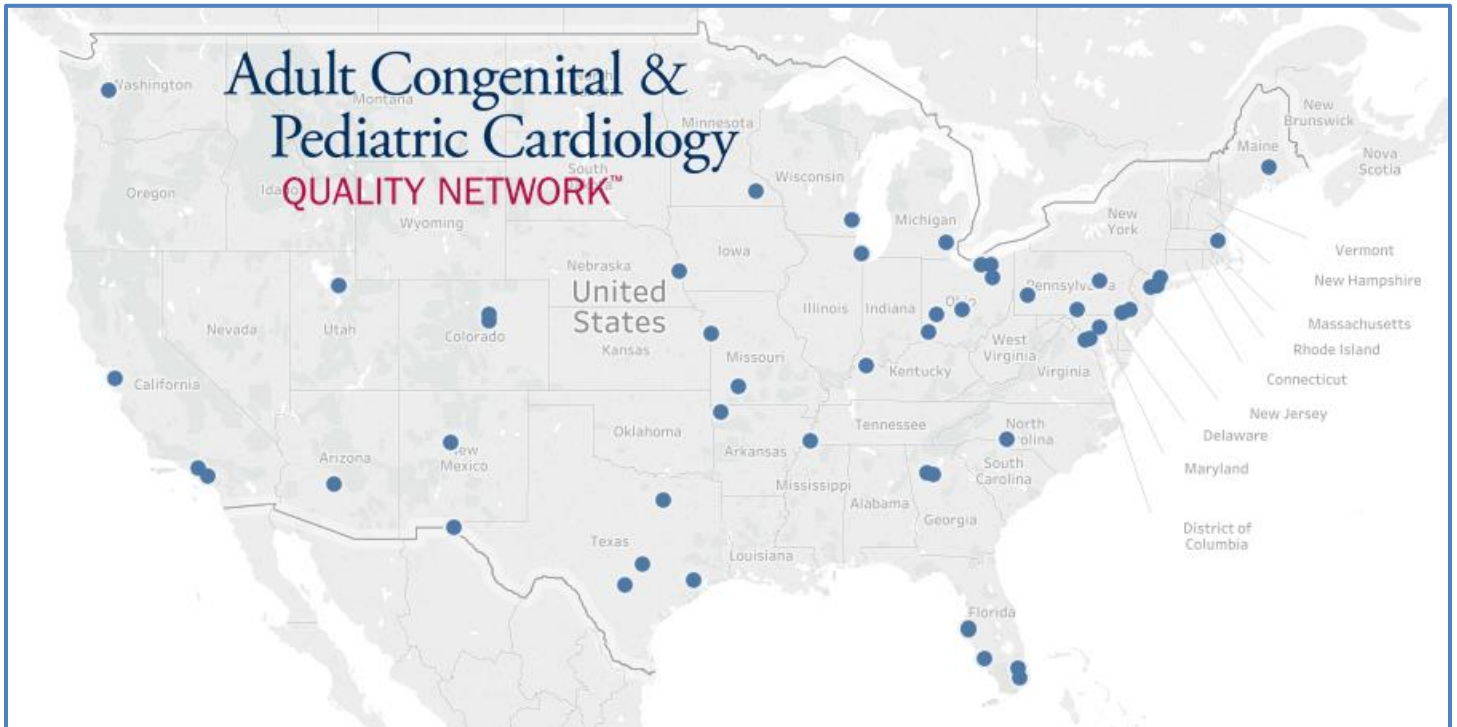 Adult Congenital &
Pediatric Cardiology
QUALITY NETWORK™
Washington
Montana
Minnesota
Oregon
Wisconsin
Michigan
Maine
New
Brunswick
Nova
Scotia
Wyoming
South
New
York
Iowa
Nebraska
United
States
Nevada
Utah
Colorado
Kansas
Illinois
Indiana
Ohio
Pennsylvania
Vermont
New Hampshire
Massachusetts
Rhode Island
Connecticut
New Jersey
Delaware
Maryland
District of
Columbia
California
Missouri
West
Virginia
Virginia
Kentucky
Arizona
New
Mexico
Oklahoma
Arkansas
Tennessee
North
Carolina
South
Carolina
Mississippi
Alabama
Georgia
Texas
Louisiana
Florida